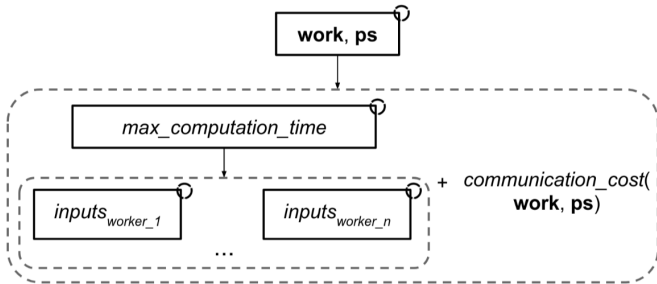 work, ps
max_computation_time
inputs_worker_1
inputs_worker_n
...
+ communication_cost(
work, ps)